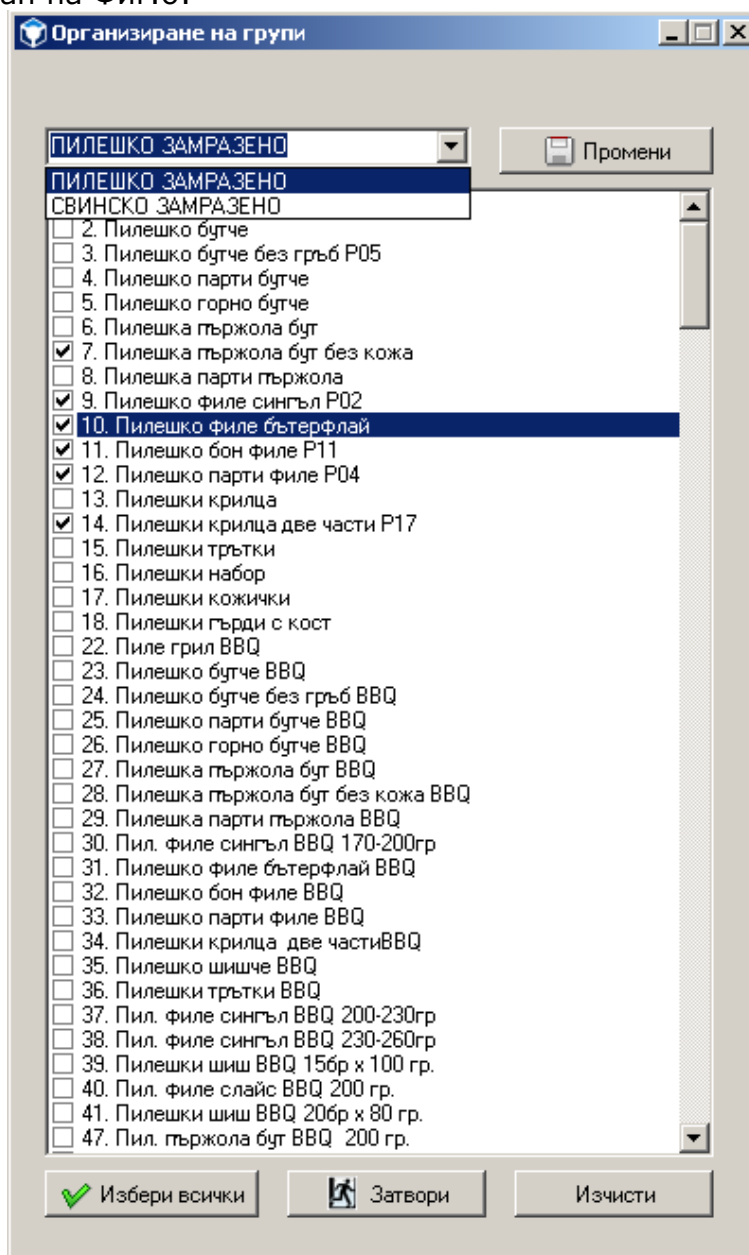 Организиране на групи
ПИЛЕШКО ЗАМРАЗЕНО
Промени
ПИЛЕШКО ЗАМРАЗЕНО
СВИНСКО ЗАМРАЗЕНО
2. Пилешко бутче
3. Пилешко бутче без гръб P05
4. Пилешко парти бутче
5. Пилешко горно бутче
6. Пилешка пържола бут
7. Пилешка пържола бут без кожа
8. Пилешка парти пържола
9. Пилешко филе сингъл P02
10. Пилешко филе бътерфлай
11. Пилешко бон филе P11
12. Пилешко парти филе P04
13. Пилешки крилца
14. Пилешки крилца две части P17
15. Пилешки трътки
16. Пилешки набор
17. Пилешки кожички
18. Пилешки гърди с кост
22. Пиле грил BBQ
23. Пилешко бутче BBQ
24. Пилешко бутче без гръб BBQ
25. Пилешко парти бутче BBQ
26. Пилешко горно бутче BBQ
27. Пилешка пържола бут BBQ
28. Пилешка пържола бут без кожа BBQ
29. Пилешка парти пържола BBQ
30. Пил. филе сингъл BBQ 170-200гр
31. Пилешко филе бътерфлай BBQ
32. Пилешко бон филе BBQ
33. Пилешко парти филе BBQ
34. Пилешки крилца две частиBBQ
35. Пилешко шишче BBQ
36. Пилешки трътки BBQ
37. Пил. филе сингъл BBQ 200-230гр
38. Пил. филе сингъл BBQ 230-260гр
39. Пилешки шиш BBQ 15бр х 100 гр.
40. Пил. филе слайс BBQ 200 гр.
41. Пилешки шиш BBQ 20бр х 80 гр.
47. Пил. пържола бут BBQ 200 гр.
Избери всички
Затвори
Изчисти